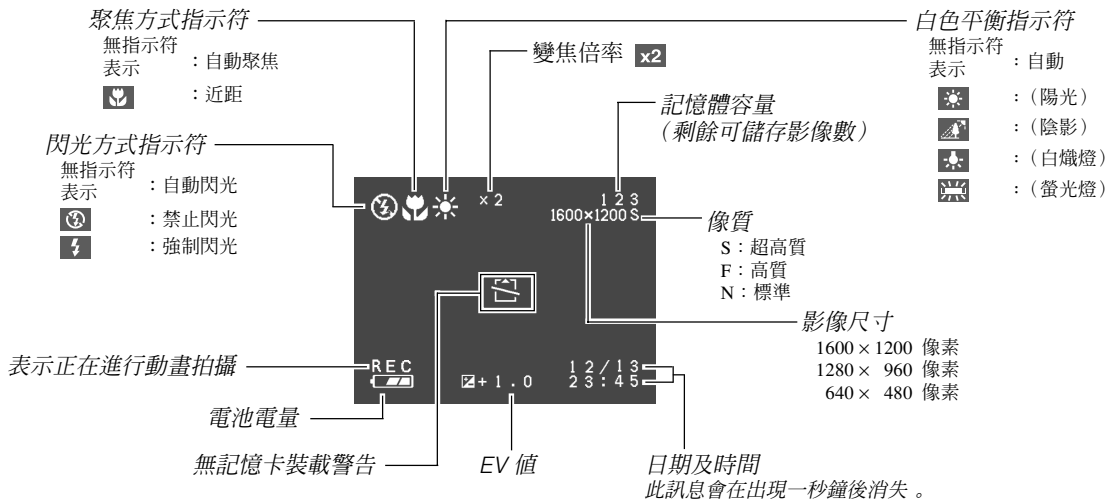 聚焦方式指示符
無指示符
表示
：自動聚焦
：近距
閃光方式指示符
無指示符
表示
：自動閃光
：禁止閃光
：強制閃光
變焦倍率 x2
記憶體容量
（剩餘可儲存影像數）
白色平衡指示符
無指示符
表示
：自動
：（陽光）
：（陰影）
：（白熾燈）
：（螢光燈）
x2
123
1600×1200 S
像質
S：超高質
F：高質
N：標準
影像尺寸
1600 × 1200 像素
1280 × 960 像素
640 × 480 像素
表示正在進行動畫拍攝
REC
+1.0
12/13
23:45
電池電量
無記憶卡裝載警告
EV 值
日期及時間
此訊息會在出現一秒鐘後消失。